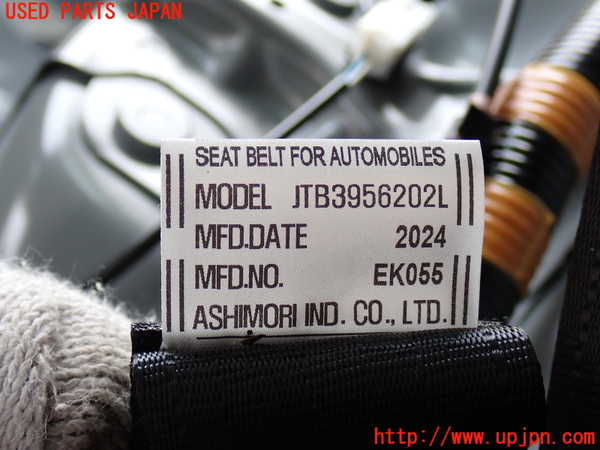 USED PARTS JAPAN
SEAT BELT FOR AUTOMOBILES
MODEL JTB3956202L
MFD.DATE 2024
MFD.NO. EK055
ASHIMORI IND. CO., LTD.
http://www.upjpn.com